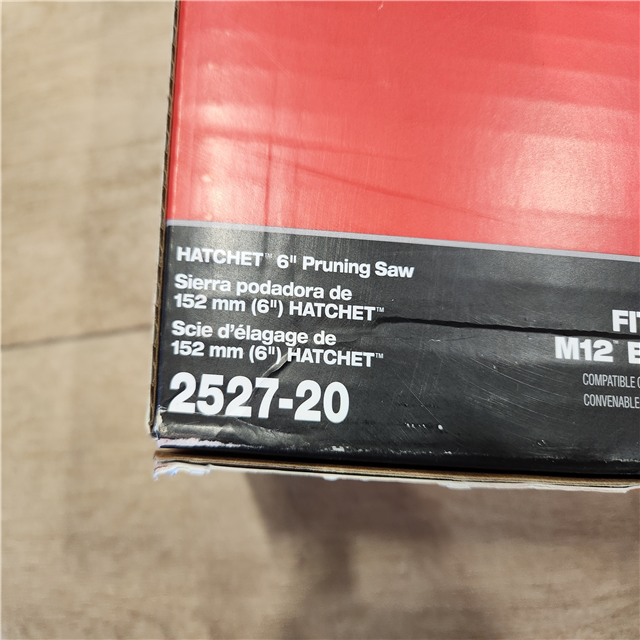 HATCHET™ 6" Pruning Saw
Sierra podadora de
152 mm (6") HATCHET™
Scie d'élagage de
152 mm (6") HATCHET™
2527-20
M12
COMPATIBLE
CONVENABLE